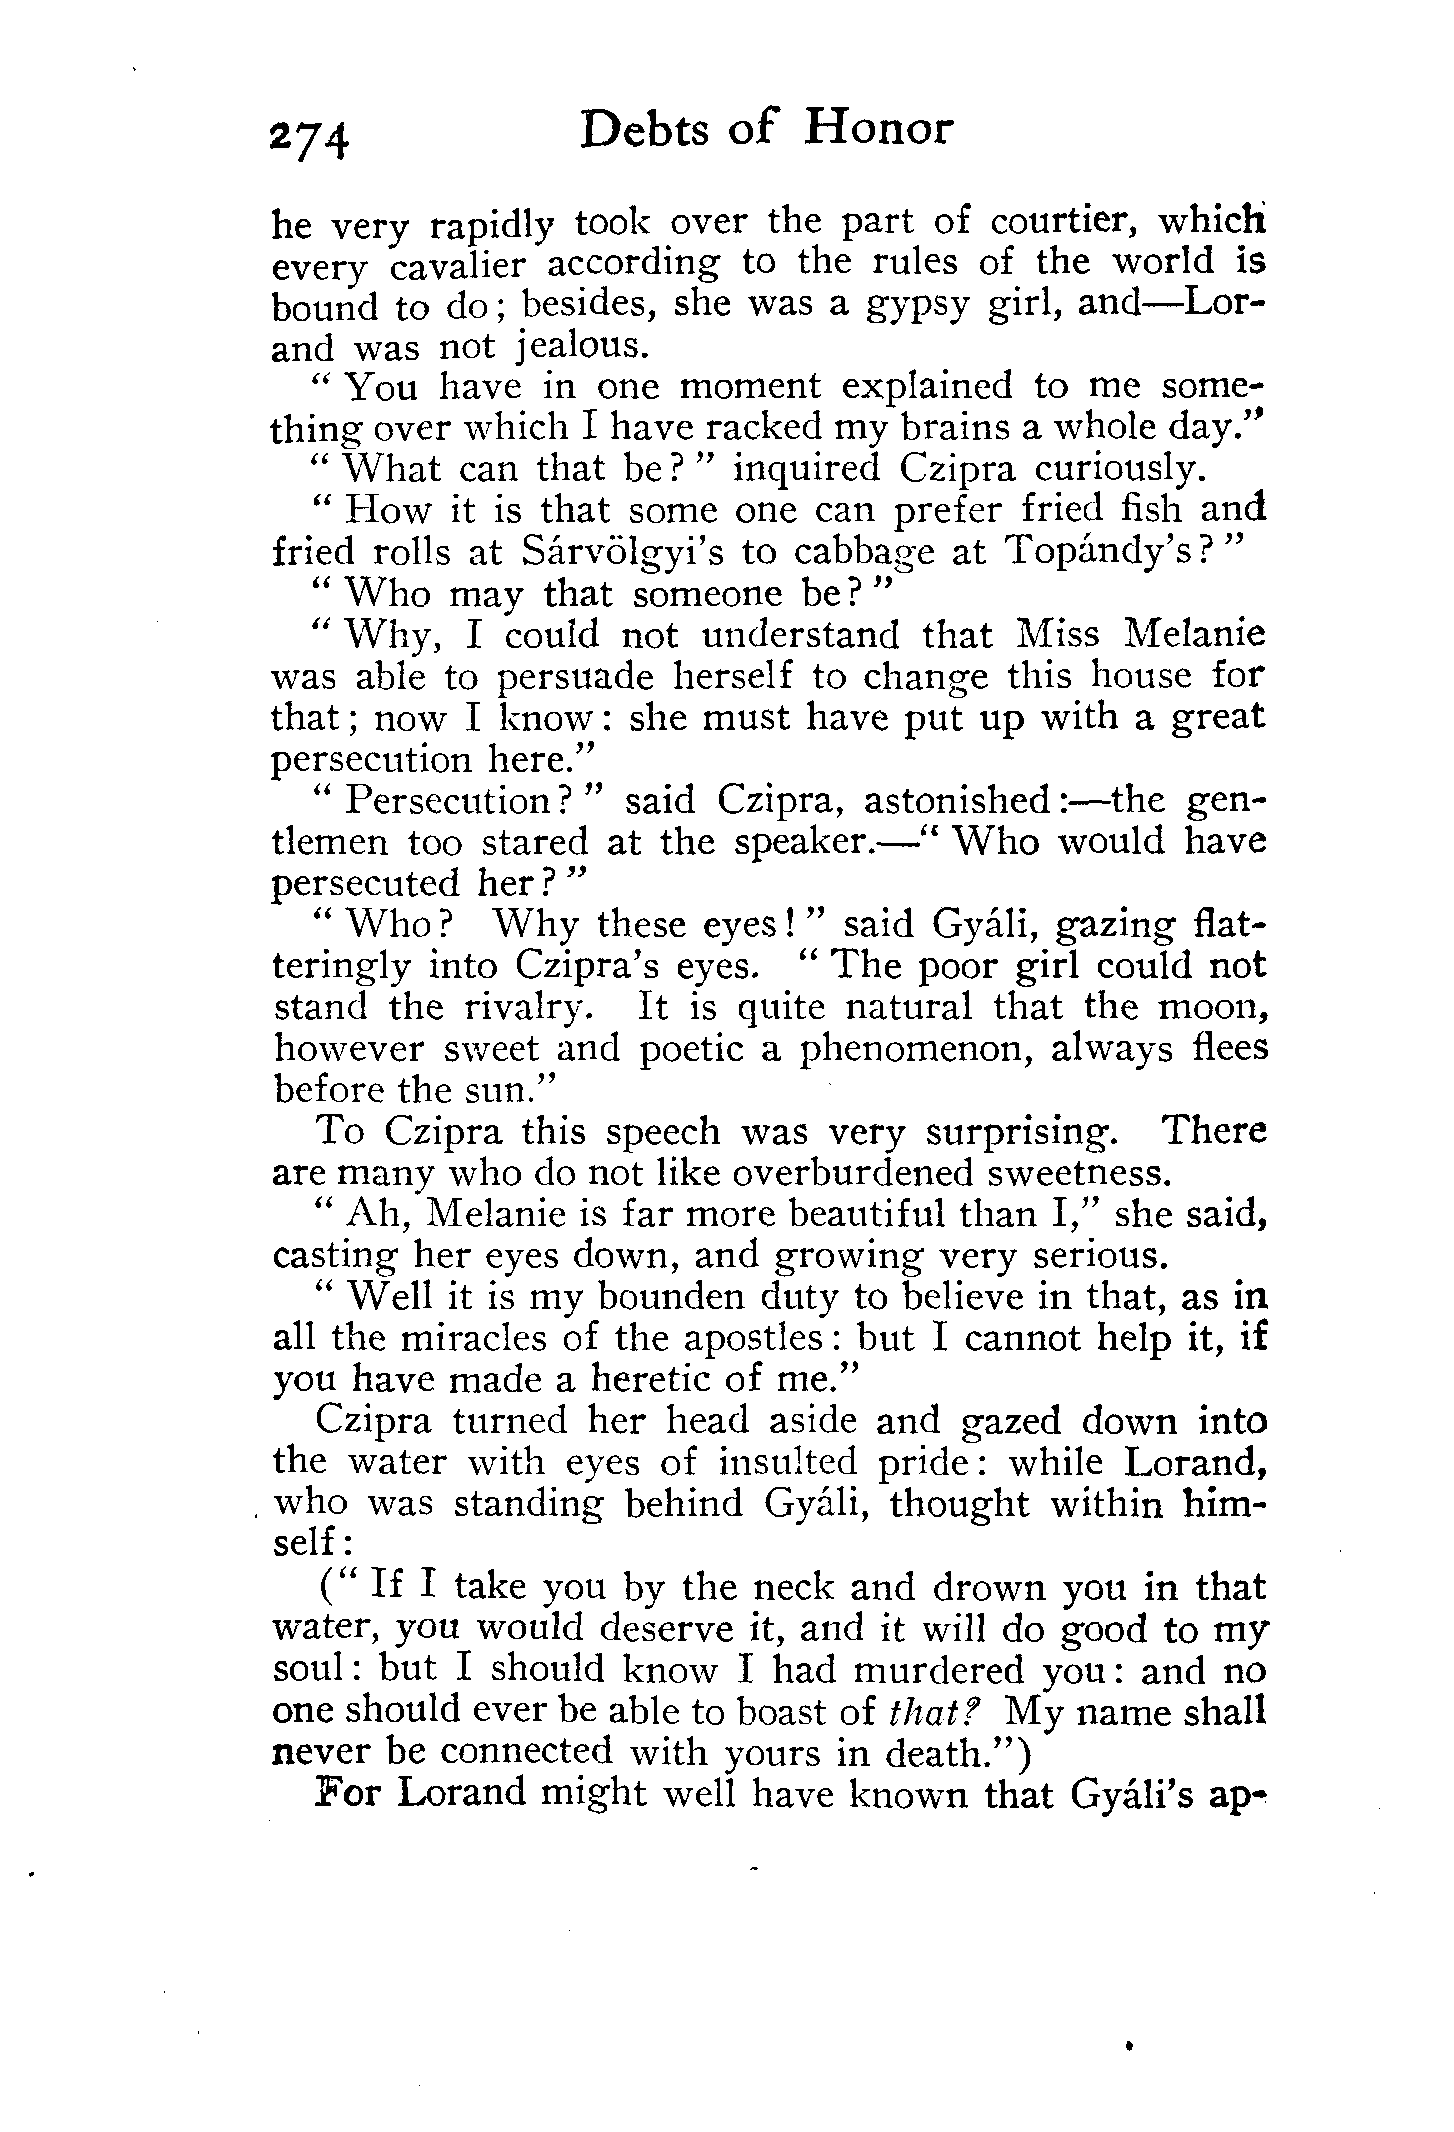 274 Debts of Honor
he very rapidly took over the part of courtier, which
every cavalier according to the rules of the world is
bound to do; besides, she was a gypsy girl, and—Lor-
and was not jealous.
“ You have in one moment explained to me some-
thing over which I have racked my brains a whole day.”
“ What can that be? ” inquired Czipra curiously.
“ How it is that some one can prefer fried fish and
fried rolls at Sárvölgyi’s to cabbage at Topándy’s? ”
“ Who may that someone be? ”
“ Why, I could not understand that Miss Melanie
was able to persuade herself to change this house for
that; now I know: she must have put up with a great
persecution here.”
“ Persecution? ” said Czipra, astonished:—the gen-
tlemen too stared at the speaker.—“ Who would have
persecuted her? ”
“ Who? Why these eyes! ” said Gyáli, gazing flat-
teringly into Czipra’s eyes. “ The poor girl could not
stand the rivalry. It is quite natural that the moon,
however sweet and poetic a phenomenon, always flees
before the sun.”
To Czipra this speech was very surprising. There
are many who do not like overburdened sweetness.
“ Ah, Melanie is far more beautiful than I,” she said,
casting her eyes down, and growing very serious.
“ Well it is my bounden duty to believe in that, as in
all the miracles of the apostles: but I cannot help it, if
you have made a heretic of me.”
Czipra turned her head aside and gazed down into
the water with eyes of insulted pride: while Lorand,
who was standing behind Gyáli, thought within him-
self:
(“ If I take you by the neck and drown you in that
water, you would deserve it, and it will do good to my
soul: but I should know I had murdered you: and no
one should ever be able to boast of that? My name shall
never be connected with yours in death.”)
For Lorand might well have known that Gyáli’s ap-